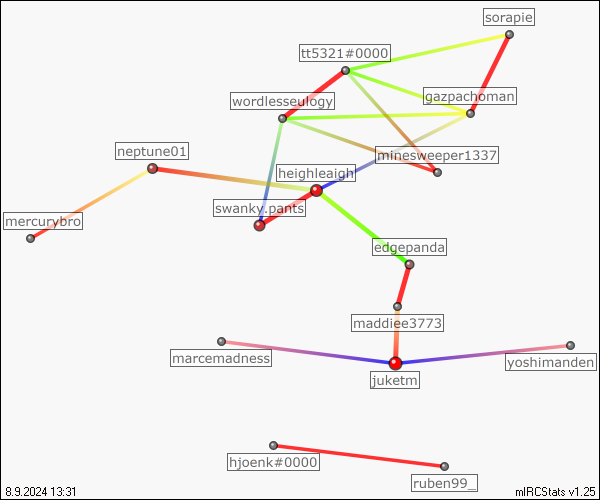 sorapie
tt5321#0000
wordlesseulogy
gazpachoman
neptune01
minesweeper1337
heighleaigh
swanky.pants
mercurybro
edgepanda
maddiee3773
marcemadness
yoshimanden
juketm
hjoenk#0000
ruben99_
8.9.2024 13:31
mIRCStats v1.25